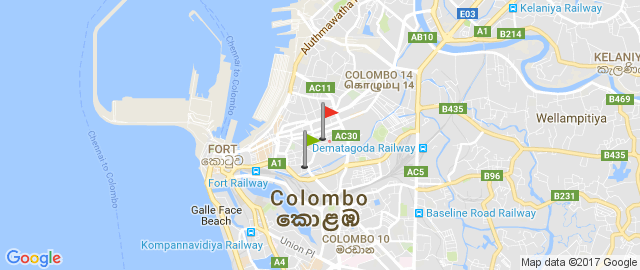 Kelaniya Railway
E03
A1
AB10
B214
Aluthmawatha
KELANIY
කැලණිය
Chennai to Colombo
COLOMBO 14
கொழும்பு 14
AC11
B435
B469
Wellampitiya
AC30
Dematagoda Railway
B435
FORT
කොටුව
A1
Fort Railway
AC5
B96
B231
Chennai to Colombo
Colombo
කොළඹ
Galle Face
Beach
Baseline Road Railway
COLOMBO 10
මරදාන
Kompannavidiya Railway
Union Pl
A4
Google
Map data ©2017 Google